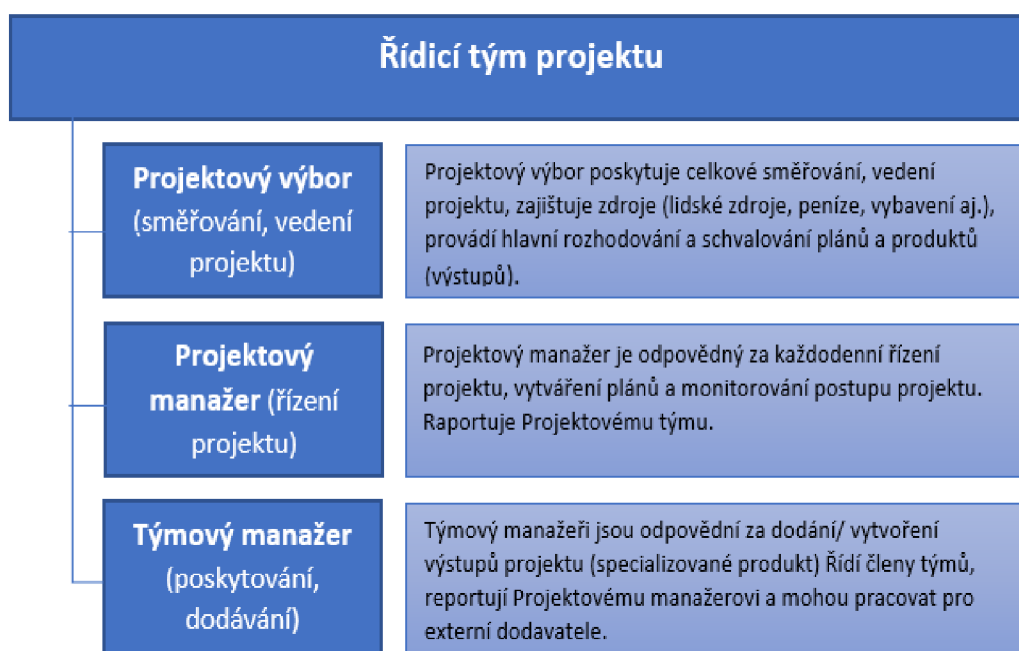 Řídicí tým projektu
Projektový výbor
(směřování, vedení
projektu)
Projektový výbor poskytuje celkové směřování, vedení
projektu, zajištuje zdroje (lidské zdroje, peníze, vybavení aj.),
provádí hlavní rozhodování a schvalování plánů a produktů
(výstupů).
Projektový
manažer (řízení
projektu)
Projektový manažer je odpovědný za každodenní řízení
projektu, vytváření plánů a monitorování postupu projektu.
Raportuje Projektovému týmu.
Týmový manažer
(poskytování,
dodávání)
Týmový manažeři jsou odpovědní za dodání/ vytvoření
výstupů projektu (specializované produkt) Řídí členy týmů,
reportují Projektovému manažerovi a mohou pracovat pro
externí dodavatele.